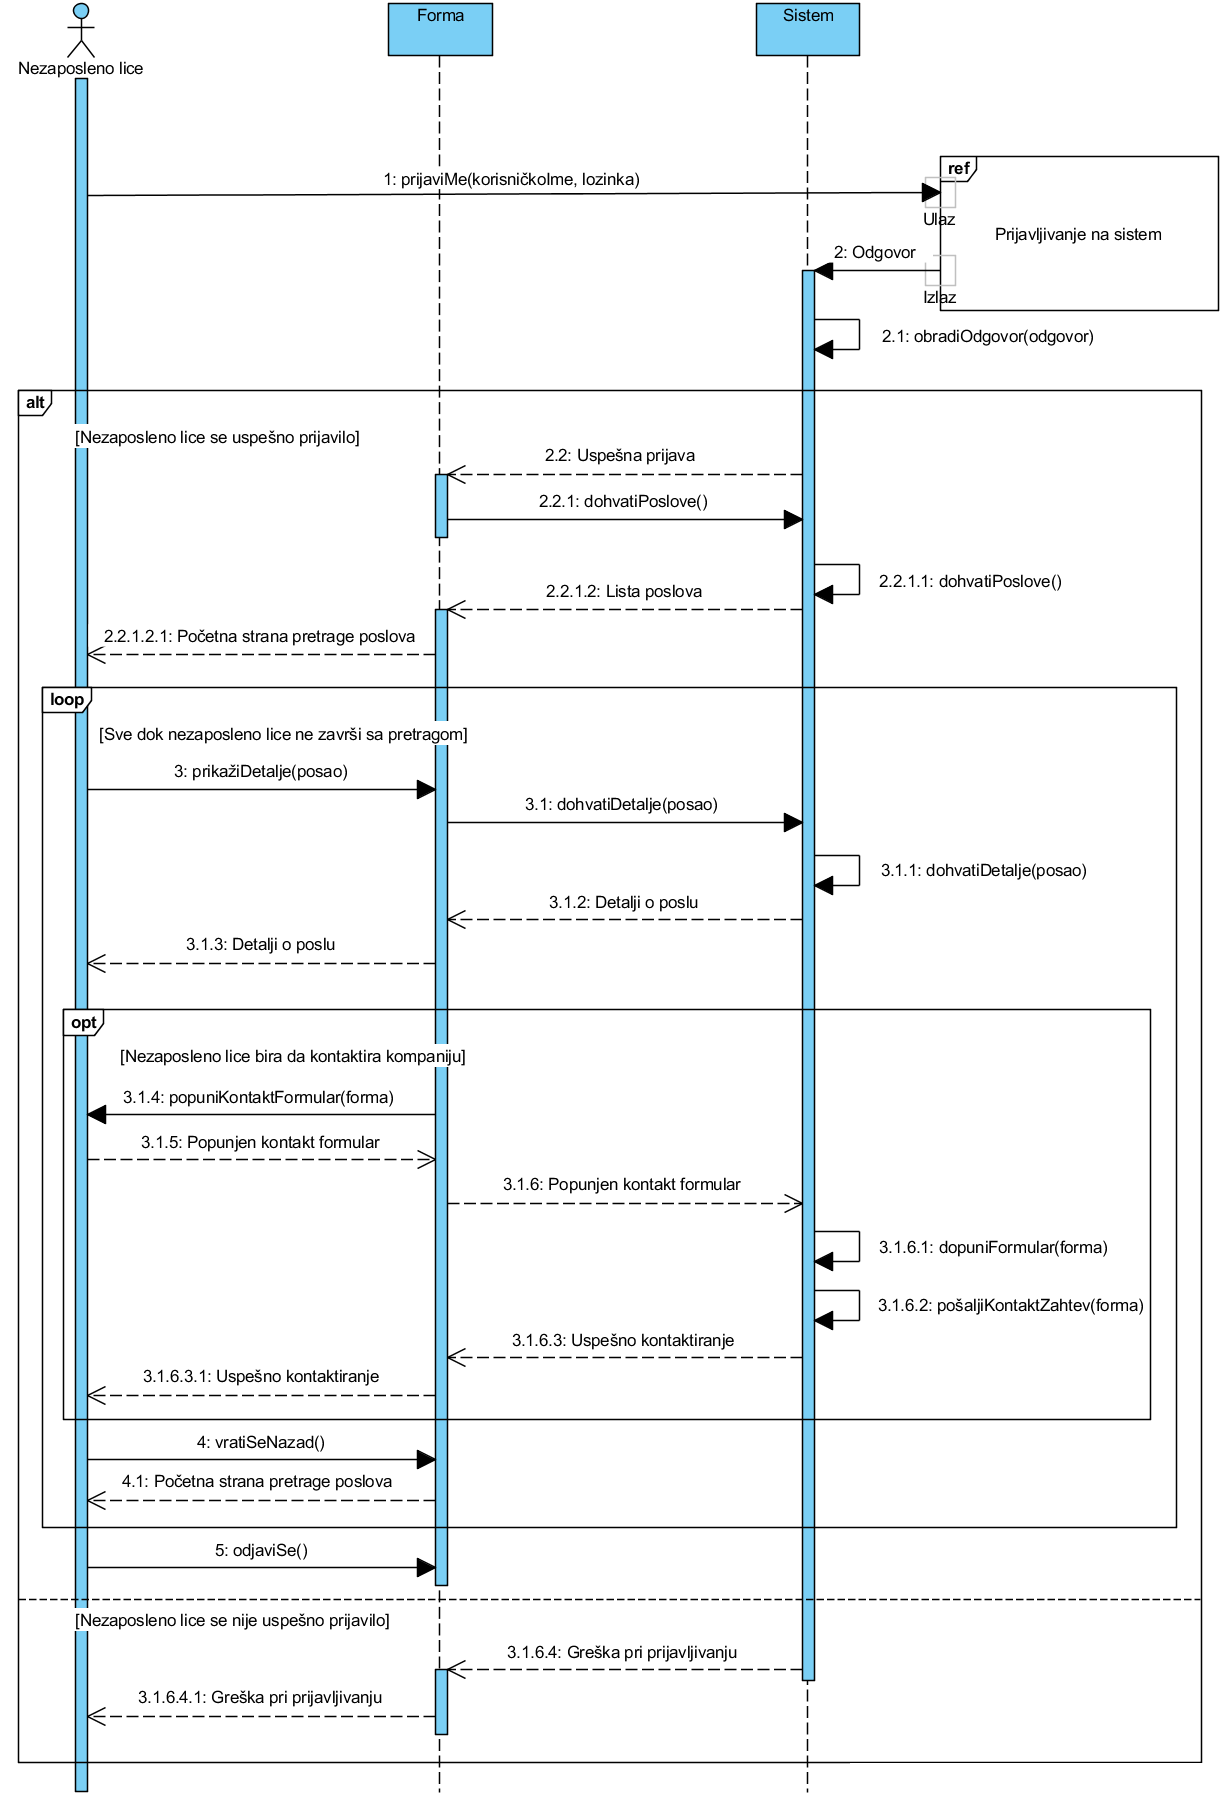 Forma
Sistem
Nezaposleno lice
ref
1: prijaviMe(korisničkoIme, lozinka)
Ulaz
Prijavljivanje na sistem
2: Odgovor
Izlaz
2.1: obradiOdgovor(odgovor)
alt
[Nezaposleno lice se uspešno prijavilo]
2.2: Uspešna prijava
2.2.1: dohvatiPoslove()
2.2.1.1: dohvatiPoslove()
2.2.1.2: Lista poslova
2.2.1.2.1: Početna strana pretrage poslova
loop
[Sve dok nezaposleno lice ne završi sa pretragom]
3: prikažiDetalje(posao)
3.1: dohvatiDetalje(posao)
3.1.1: dohvatiDetalje(posao)
3.1.2: Detalji o poslu
3.1.3: Detalji o poslu
opt
[Nezaposleno lice bira da kontaktira kompaniju]
3.1.4: popuniKontaktFormular(forma)
3.1.5: Popunjen kontakt formular
3.1.6: Popunjen kontakt formular
3.1.6.1: dopuniFormular(forma)
3.1.6.2: pošaljiKontaktZahtev(forma)
3.1.6.3: Uspešno kontaktiranje
3.1.6.3.1: Uspešno kontaktiranje
4: vratiSeNazad()
4.1: Početna strana pretrage poslova
5: odjaviSe()
[Nezaposleno lice se nije uspešno prijavilo]
3.1.6.4: Greška pri prijavljivanju
3.1.6.4.1: Greška pri prijavljivanju